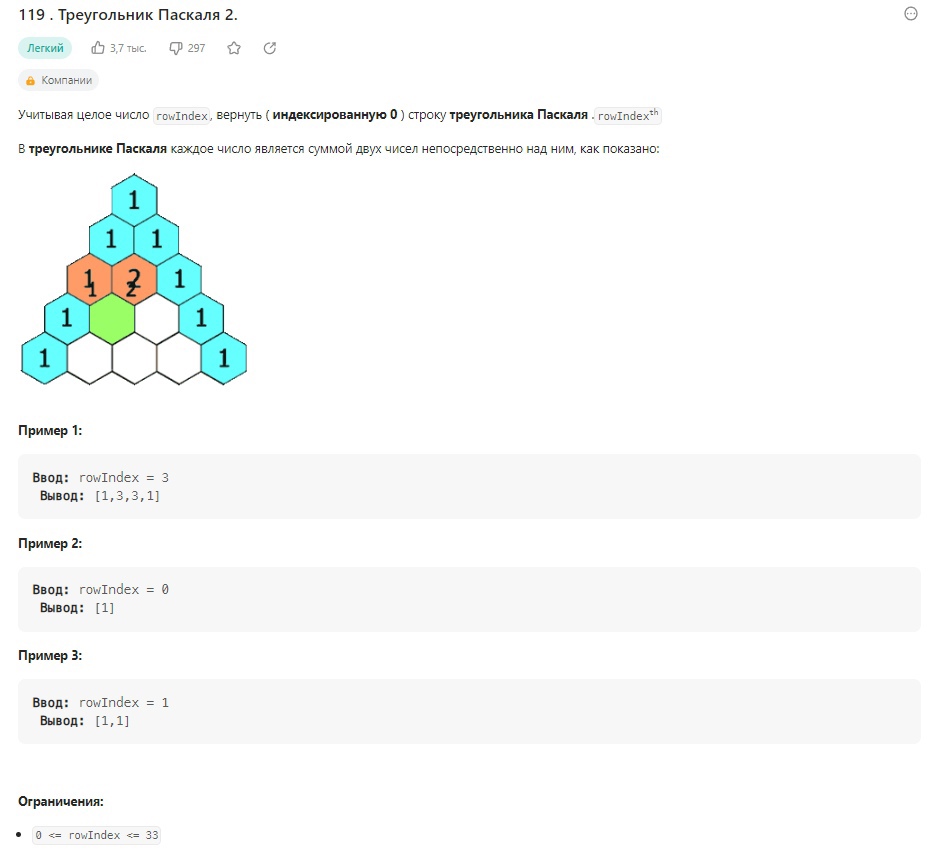 119 . Треугольник Паскаля 2.
Легкий 3,7 тыс. 297
Компании
Учитывая целое число rowIndex, вернуть ( индексированную 0 ) строку треугольника Паскаля . rowIndexth
В треугольнике Паскаля каждое число является суммой двух чисел непосредственно над ним, как показано:
1
1 1
1 2 1
1 2
1 1
1 1
Пример 1:
Ввод: rowIndex = 3
Вывод: [1,3,3,1]
Пример 2:
Ввод: rowIndex = 0
Вывод: [1]
Пример 3:
Ввод: rowIndex = 1
Вывод: [1,1]
Ограничения:
0 <= rowIndex <= 33